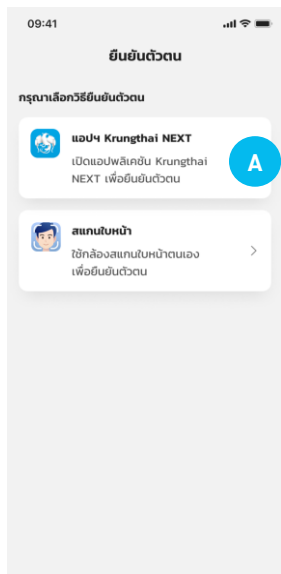 09:41
ยืนยันตัวตน
กรุณาเลือกวิธียืนยันตัวตน
แอปฯ Krungthai NEXT
เปิดแอปพลิเคชัน Krungthai
NEXT เพื่อยืนยันตัวตน
A
สแกนใบหน้า
ใช้กล้องสแกนใบหน้าตนเอง
เพื่อยืนยันตัวตน